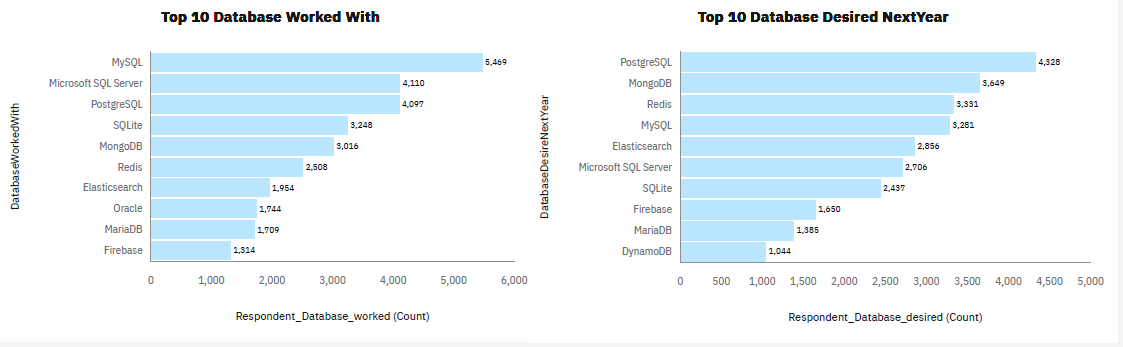 Top 10 Database Worked With
DatabaseWorkedWith
MySQL 5,469
Microsoft SQL Server 4,110
PostgreSQL 4,097
SQLite 3,248
MongoDB 3,016
Redis 2,508
Elasticsearch 1,954
Oracle 1,744
MariaDB 1,709
Firebase 1,314
0 1,000 2,000 3,000 4,000 5,000 6,000
Respondent_Database_worked (Count)
Top 10 Database Desired NextYear
DatabaseDesireNextYear
PostgreSQL 4,328
MongoDB 3,649
Redis 3,331
MySQL 3,281
Elasticsearch 2,856
Microsoft SQL Server 2,706
SQLite 2,437
Firebase 1,650
MariaDB 1,385
DynamoDB 1,044
0 500 1,000 1,500 2,000 2,500 3,000 3,500 4,000 4,500 5,000
Respondent_Database_desired (Count)